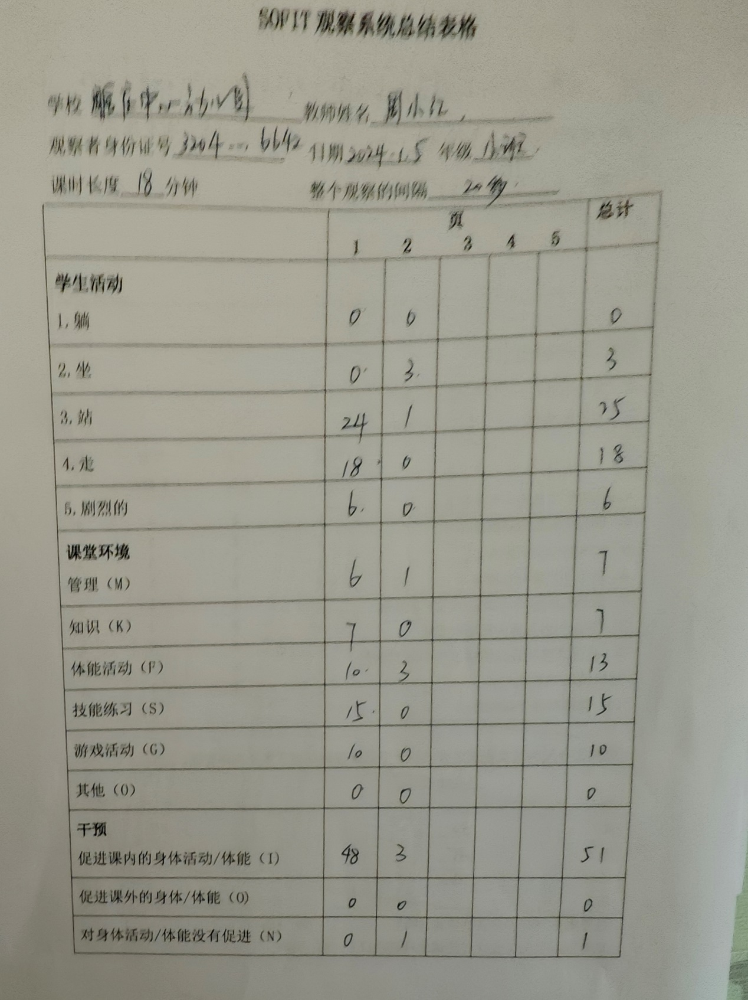 SOFIT 观察系统总结表格
学校 中心幼儿园 教师姓名 周小红
观察者身份证号 3204...6642 日期 2024.1.5 年级
课时长度 18 分钟 整个观察的间隔 20秒
页 总计
1 2 3 4 5
学生活动
1. 躺 0 0 0
2. 坐 0 3 3
3. 站 24 1 25
4. 走 18 0 18
5. 剧烈的 6 0 6
课堂环境
管理（M） 6 1 7
知识（K） 7 0 7
体能活动（F） 10 3 13
技能练习（S） 15 0 15
游戏活动（G） 10 0 10
其他（O） 0 0 0
干预
促进课内的身体活动/体能（I） 48 3 51
促进课外的身体/体能（O） 0 0 0
对身体活动/体能没有促进（N） 0 1 1